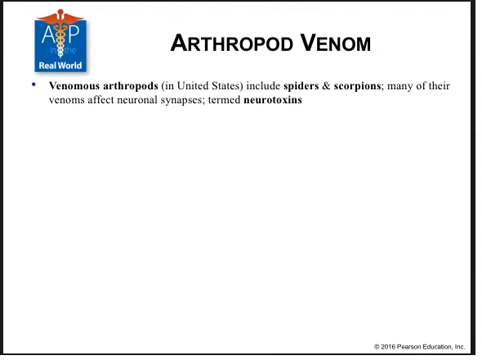 A&P
in the
Real World
ARTHROPOD VENOM
• Venomous arthropods (in United States) include spiders & scorpions; many of their
venoms affect neuronal synapses; termed neurotoxins
© 2016 Pearson Education, Inc.